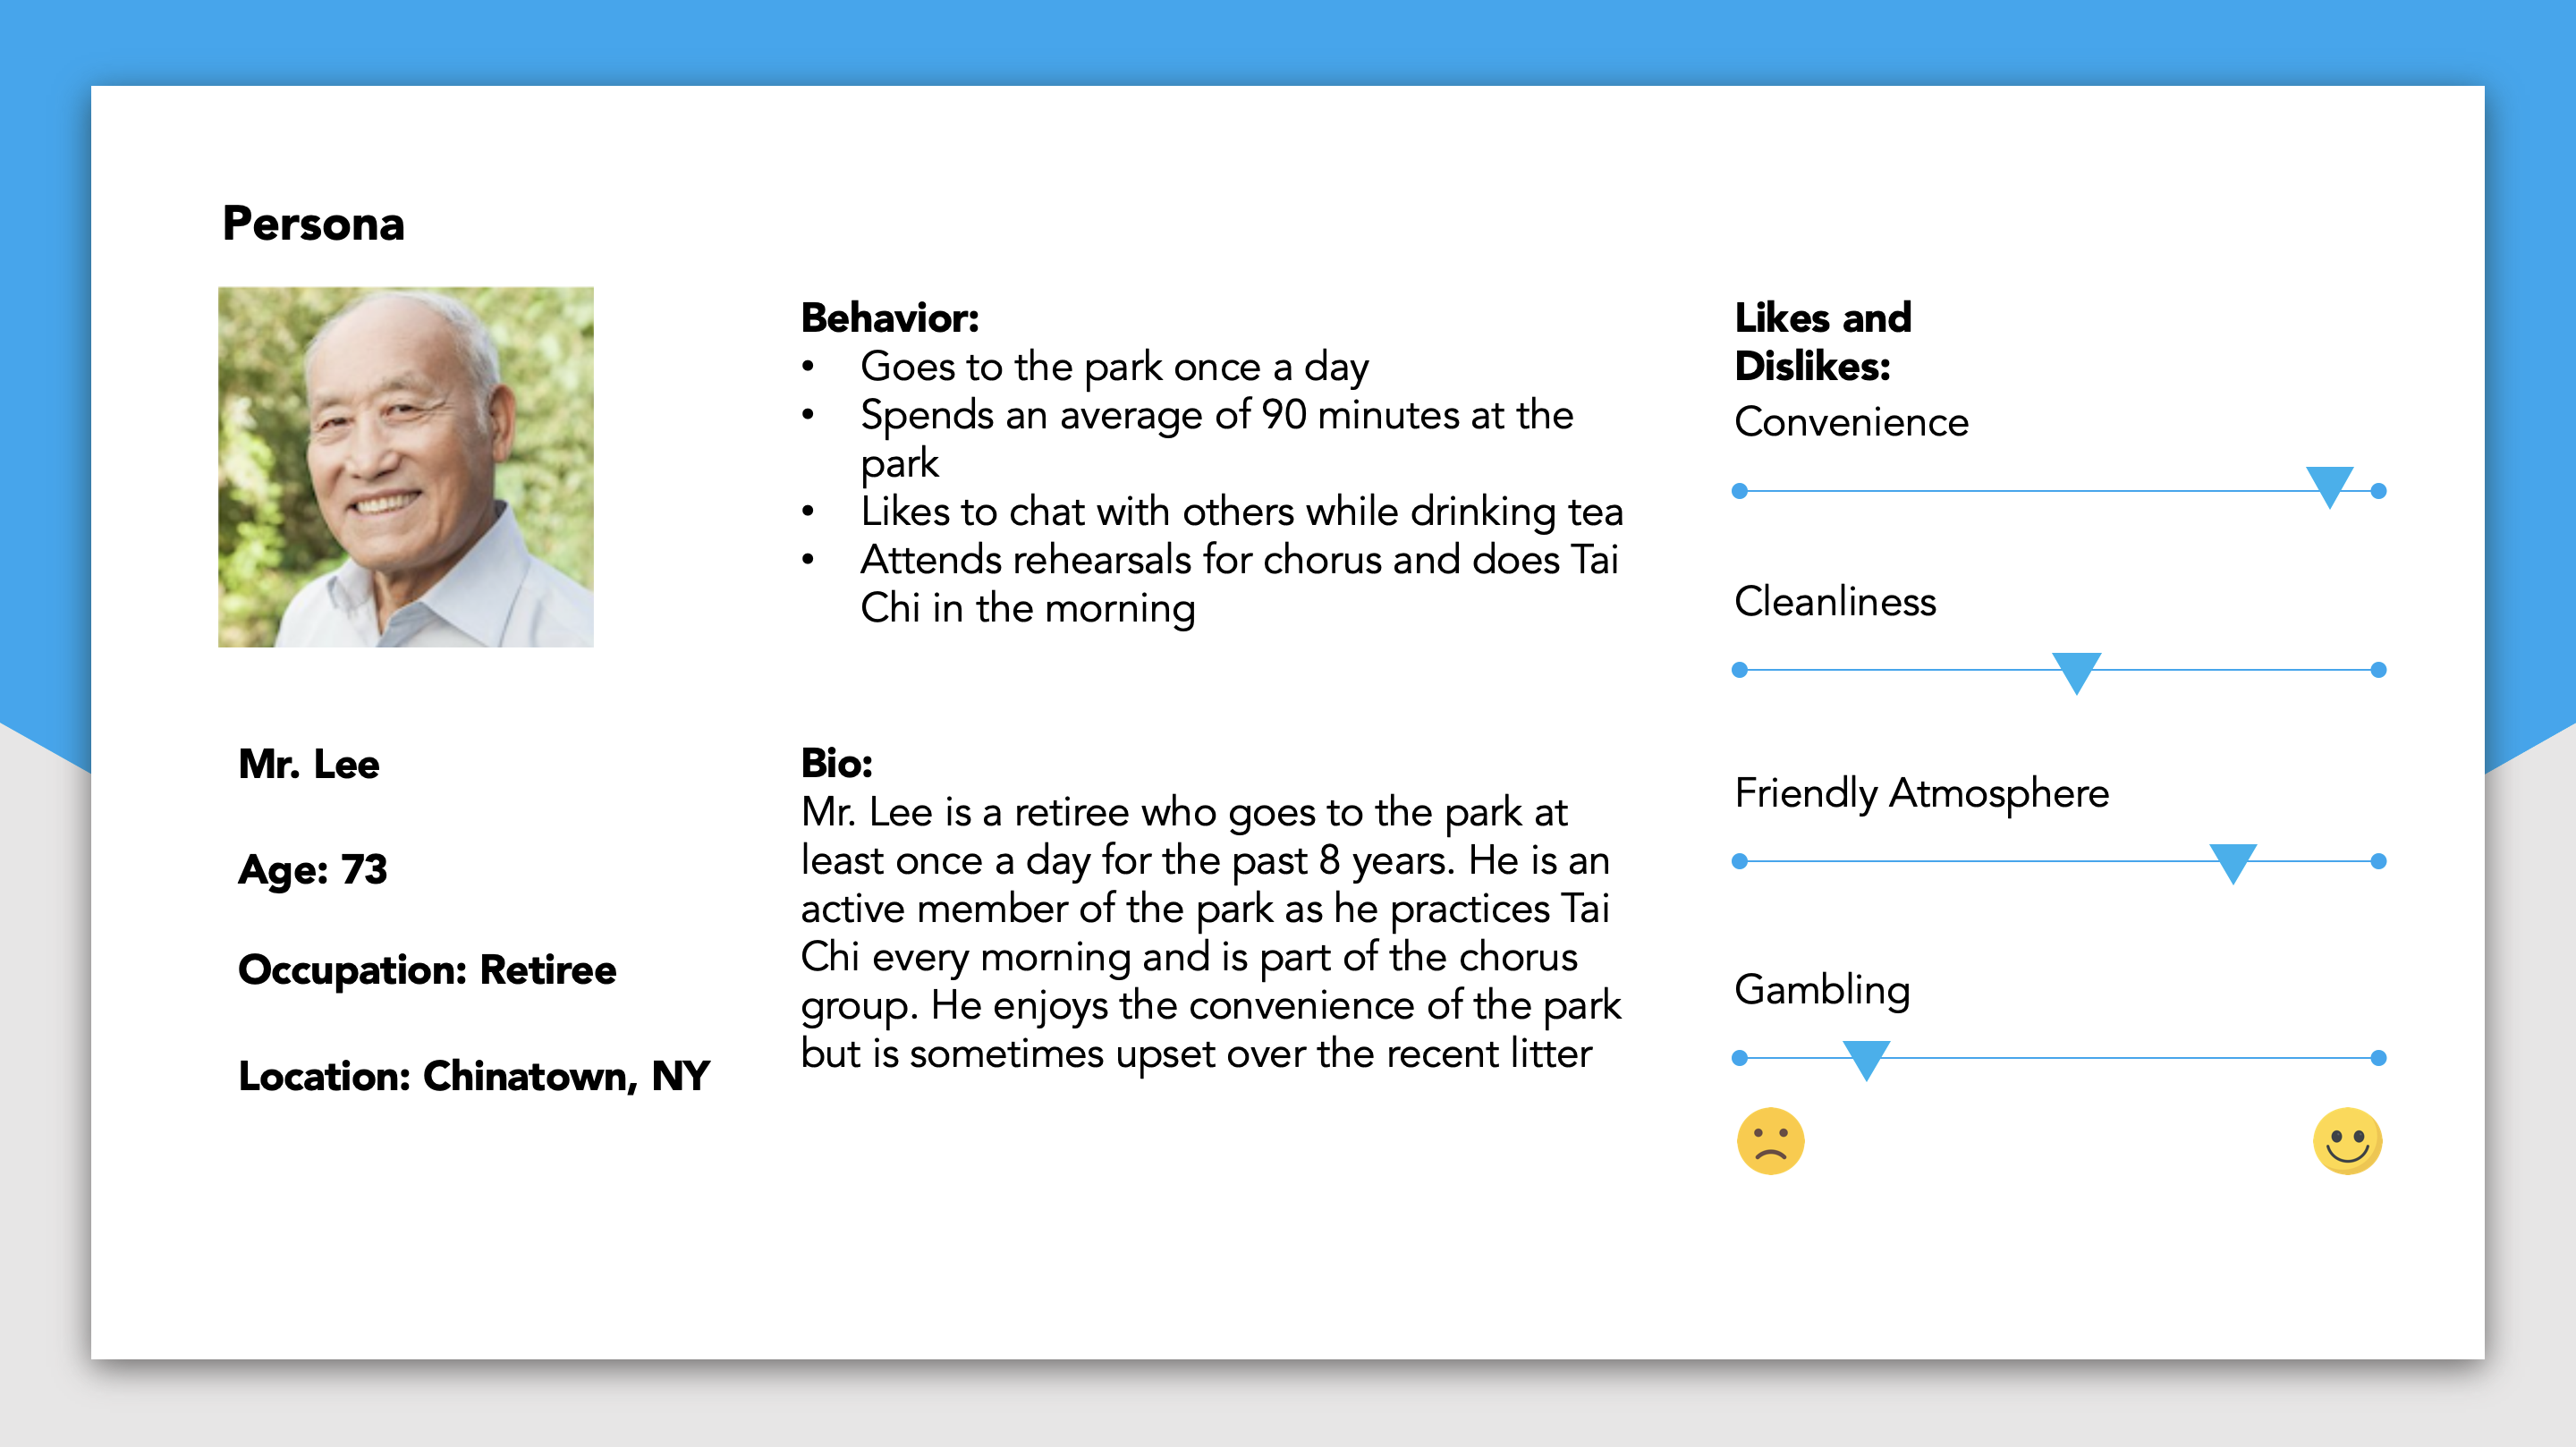 Persona
Mr. Lee
Age: 73
Occupation: Retiree
Location: Chinatown, NY
Behavior:
• Goes to the park once a day
• Spends an average of 90 minutes at the
park
• Likes to chat with others while drinking tea
• Attends rehearsals for chorus and does Tai
Chi in the morning
Bio:
Mr. Lee is a retiree who goes to the park at
least once a day for the past 8 years. He is an
active member of the park as he practices Tai
Chi every morning and is part of the chorus
group. He enjoys the convenience of the park
but is sometimes upset over the recent litter
Likes and
Dislikes:
Convenience
Cleanliness
Friendly Atmosphere
Gambling